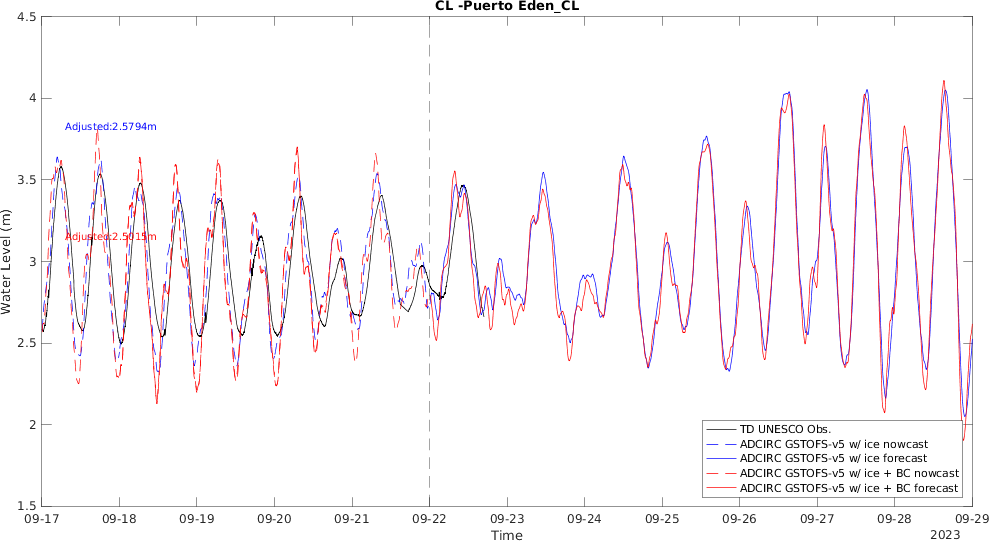 CL -Puerto Eden_CL
4.5
4
3.5
3
2.5
2
1.5
Water Level (m)
Adjusted:2.5794m
TD UNESCO Obs.
ADCIRC GSTOFS-v5 w/ ice nowcast
ADCIRC GSTOFS-v5 w/ ice forecast
ADCIRC GSTOFS-v5 w/ ice + BC nowcast
ADCIRC GSTOFS-v5 w/ ice + BC forecast
09-17 09-18 09-19 09-20 09-21 09-22 09-23 09-24 09-25 09-26 09-27 09-28 09-29
Time
2023